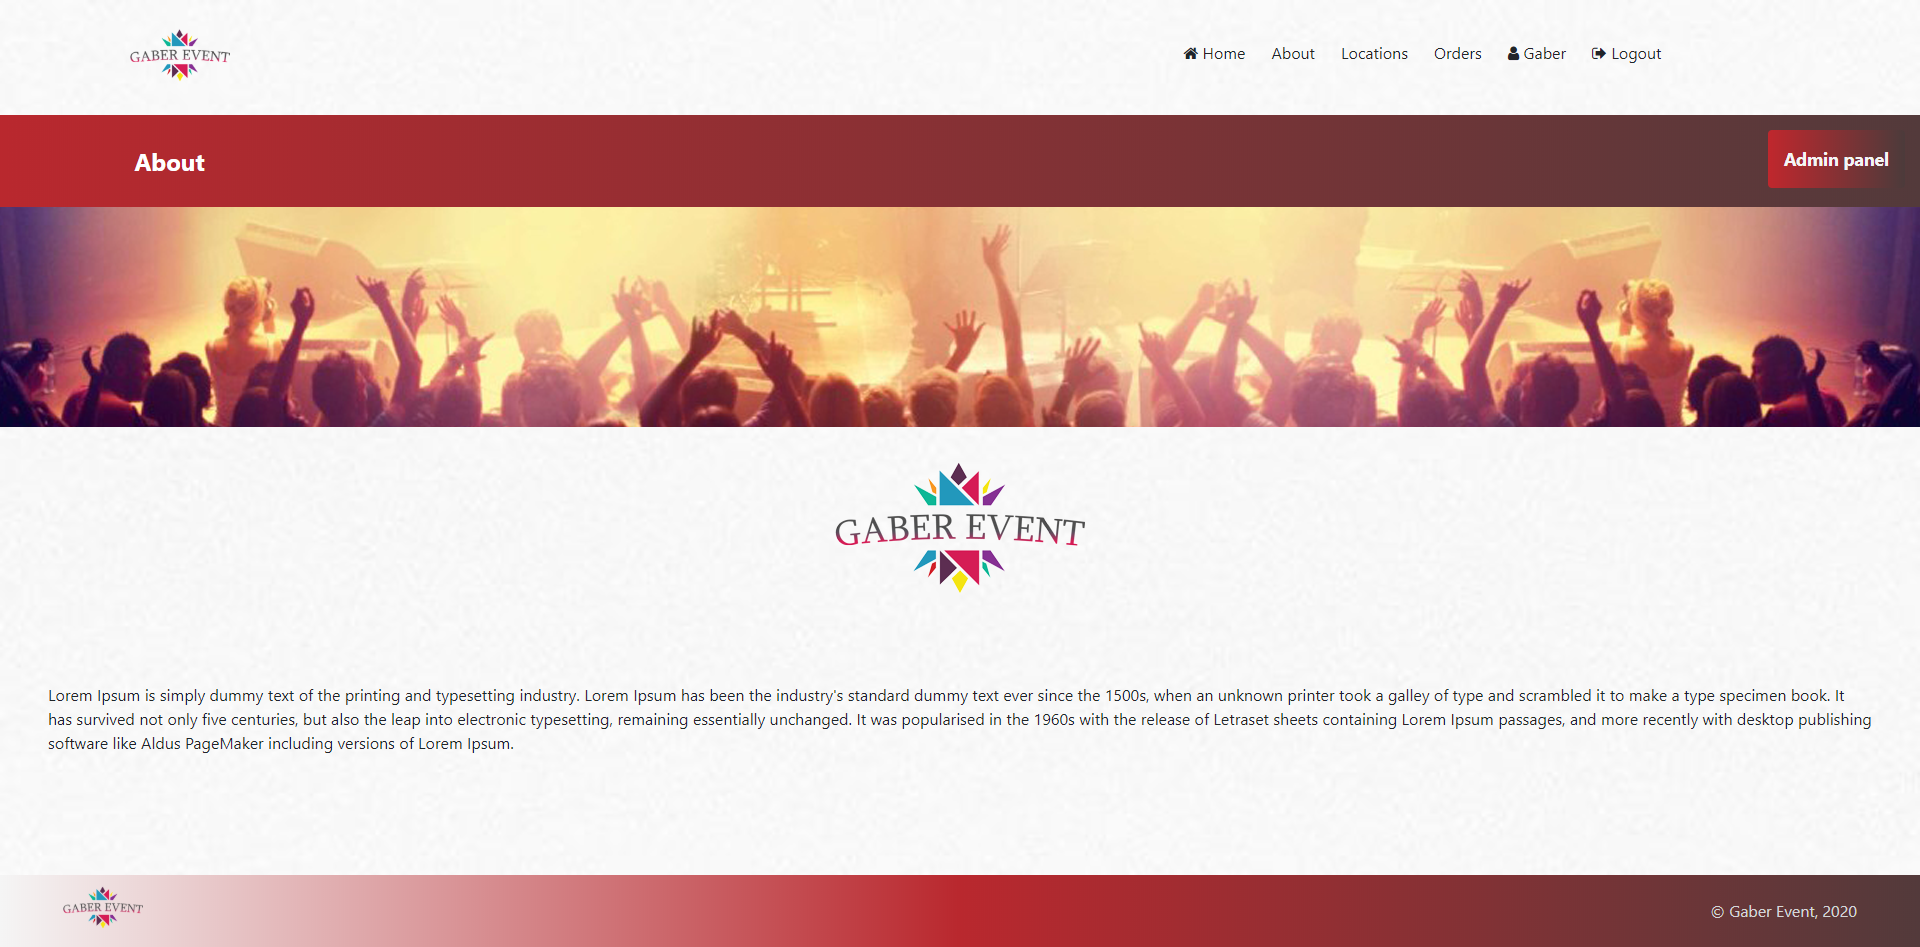 GABER EVENT
Home About Locations Orders Gaber Logout
About
Admin panel
GABER EVENT
Lorem Ipsum is simply dummy text of the printing and typesetting industry. Lorem Ipsum has been the industry's standard dummy text ever since the 1500s, when an unknown printer took a galley of type and scrambled it to make a type specimen book. It
has survived not only five centuries, but also the leap into electronic typesetting, remaining essentially unchanged. It was popularised in the 1960s with the release of Letraset sheets containing Lorem Ipsum passages, and more recently with desktop publishing
software like Aldus PageMaker including versions of Lorem Ipsum.
GABER EVENT
© Gaber Event, 2020